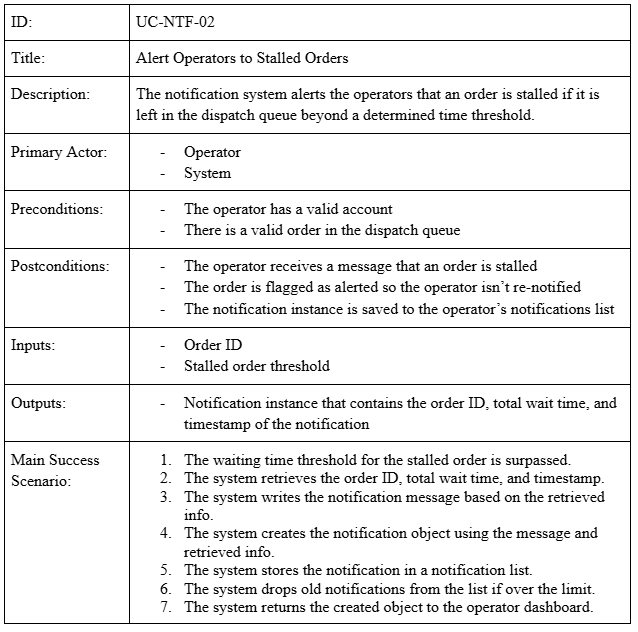 ID:
UC-NTF-02
Title:
Alert Operators to Stalled Orders
Description:
The notification system alerts the operators that an order is stalled if it is
left in the dispatch queue beyond a determined time threshold.
Primary Actor:
- Operator
- System
Preconditions:
- The operator has a valid account
- There is a valid order in the dispatch queue
Postconditions:
- The operator receives a message that an order is stalled
- The order is flagged as alerted so the operator isn’t re-notified
- The notification instance is saved to the operator’s notifications list
Inputs:
- Order ID
- Stalled order threshold
Outputs:
- Notification instance that contains the order ID, total wait time, and
timestamp of the notification
Main Success
Scenario:
1. The waiting time threshold for the stalled order is surpassed.
2. The system retrieves the order ID, total wait time, and timestamp.
3. The system writes the notification message based on the retrieved
info.
4. The system creates the notification object using the message and
retrieved info.
5. The system stores the notification in a notification list.
6. The system drops old notifications from the list if over the limit.
7. The system returns the created object to the operator dashboard.